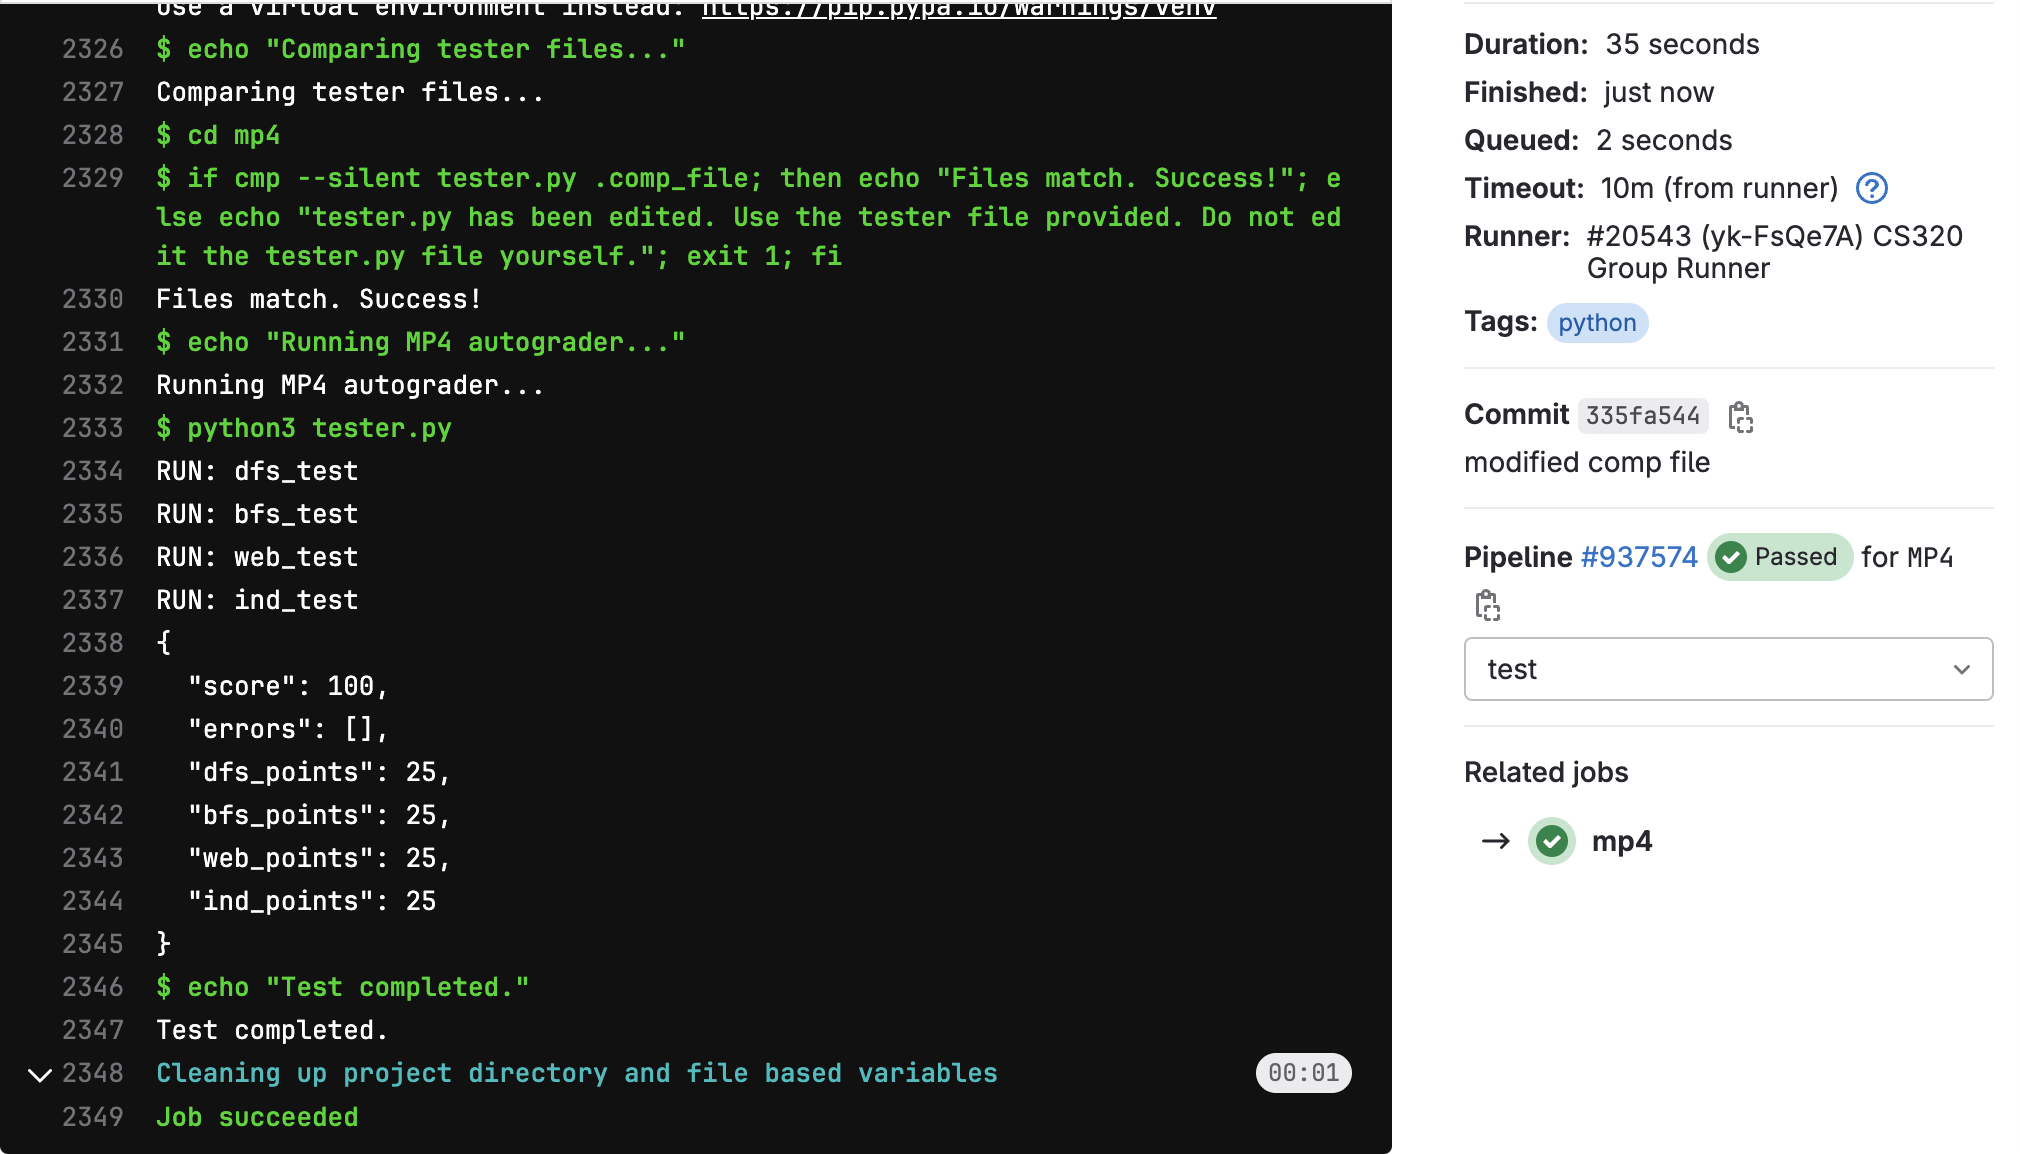 Use a virtual environment instead: https://pip.pypa.io/warnings/venv
2326 $ echo "Comparing tester files..."
2327 Comparing tester files...
2328 $ cd mp4
2329 $ if cmp --silent tester.py .comp_file; then echo "Files match. Success!"; e
lse echo "tester.py has been edited. Use the tester file provided. Do not ed
it the tester.py file yourself."; exit 1; fi
2330 Files match. Success!
2331 $ echo "Running MP4 autograder..."
2332 Running MP4 autograder...
2333 $ python3 tester.py
2334 RUN: dfs_test
2335 RUN: bfs_test
2336 RUN: web_test
2337 RUN: ind_test
2338 {
2339   "score": 100,
2340   "errors": [],
2341   "dfs_points": 25,
2342   "bfs_points": 25,
2343   "web_points": 25,
2344   "ind_points": 25
2345 }
2346 $ echo "Test completed."
2347 Test completed.
2348 Cleaning up project directory and file based variables 00:01
2349 Job succeeded
Duration: 35 seconds
Finished: just now
Queued: 2 seconds
Timeout: 10m (from runner)
Runner: #20543 (yk-FsQe7A) CS320
Group Runner
Tags: python
Commit 335fa544
modified comp file
Pipeline #937574 Passed for MP4
test
Related jobs
→ mp4